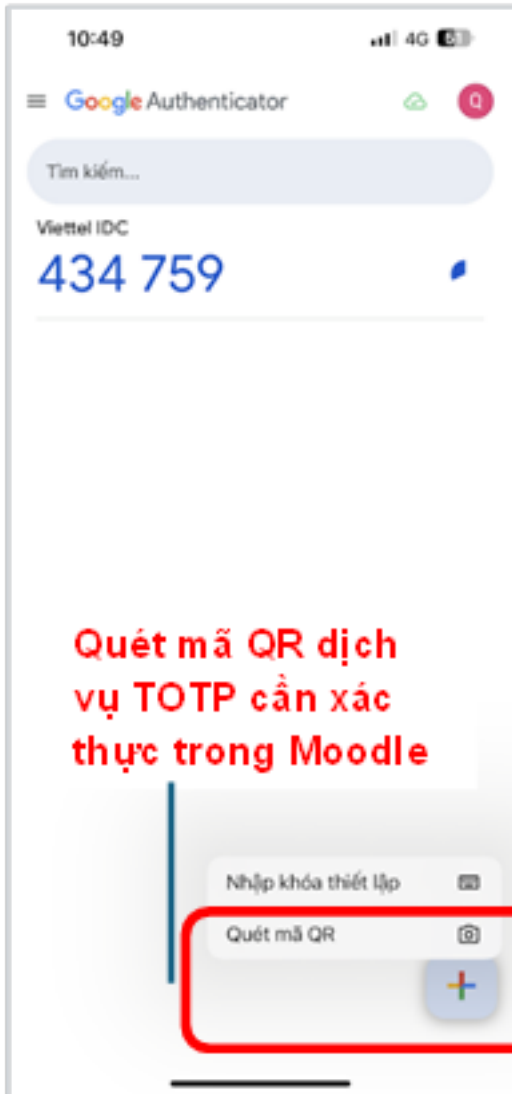 10:49 4G
Google Authenticator Q
Tìm kiếm...
Viettel IDC
434 759
Quét mã QR dịch
vụ TOTP cần xác
thực trong Moodle
Nhập khóa thiết lập
Quét mã QR